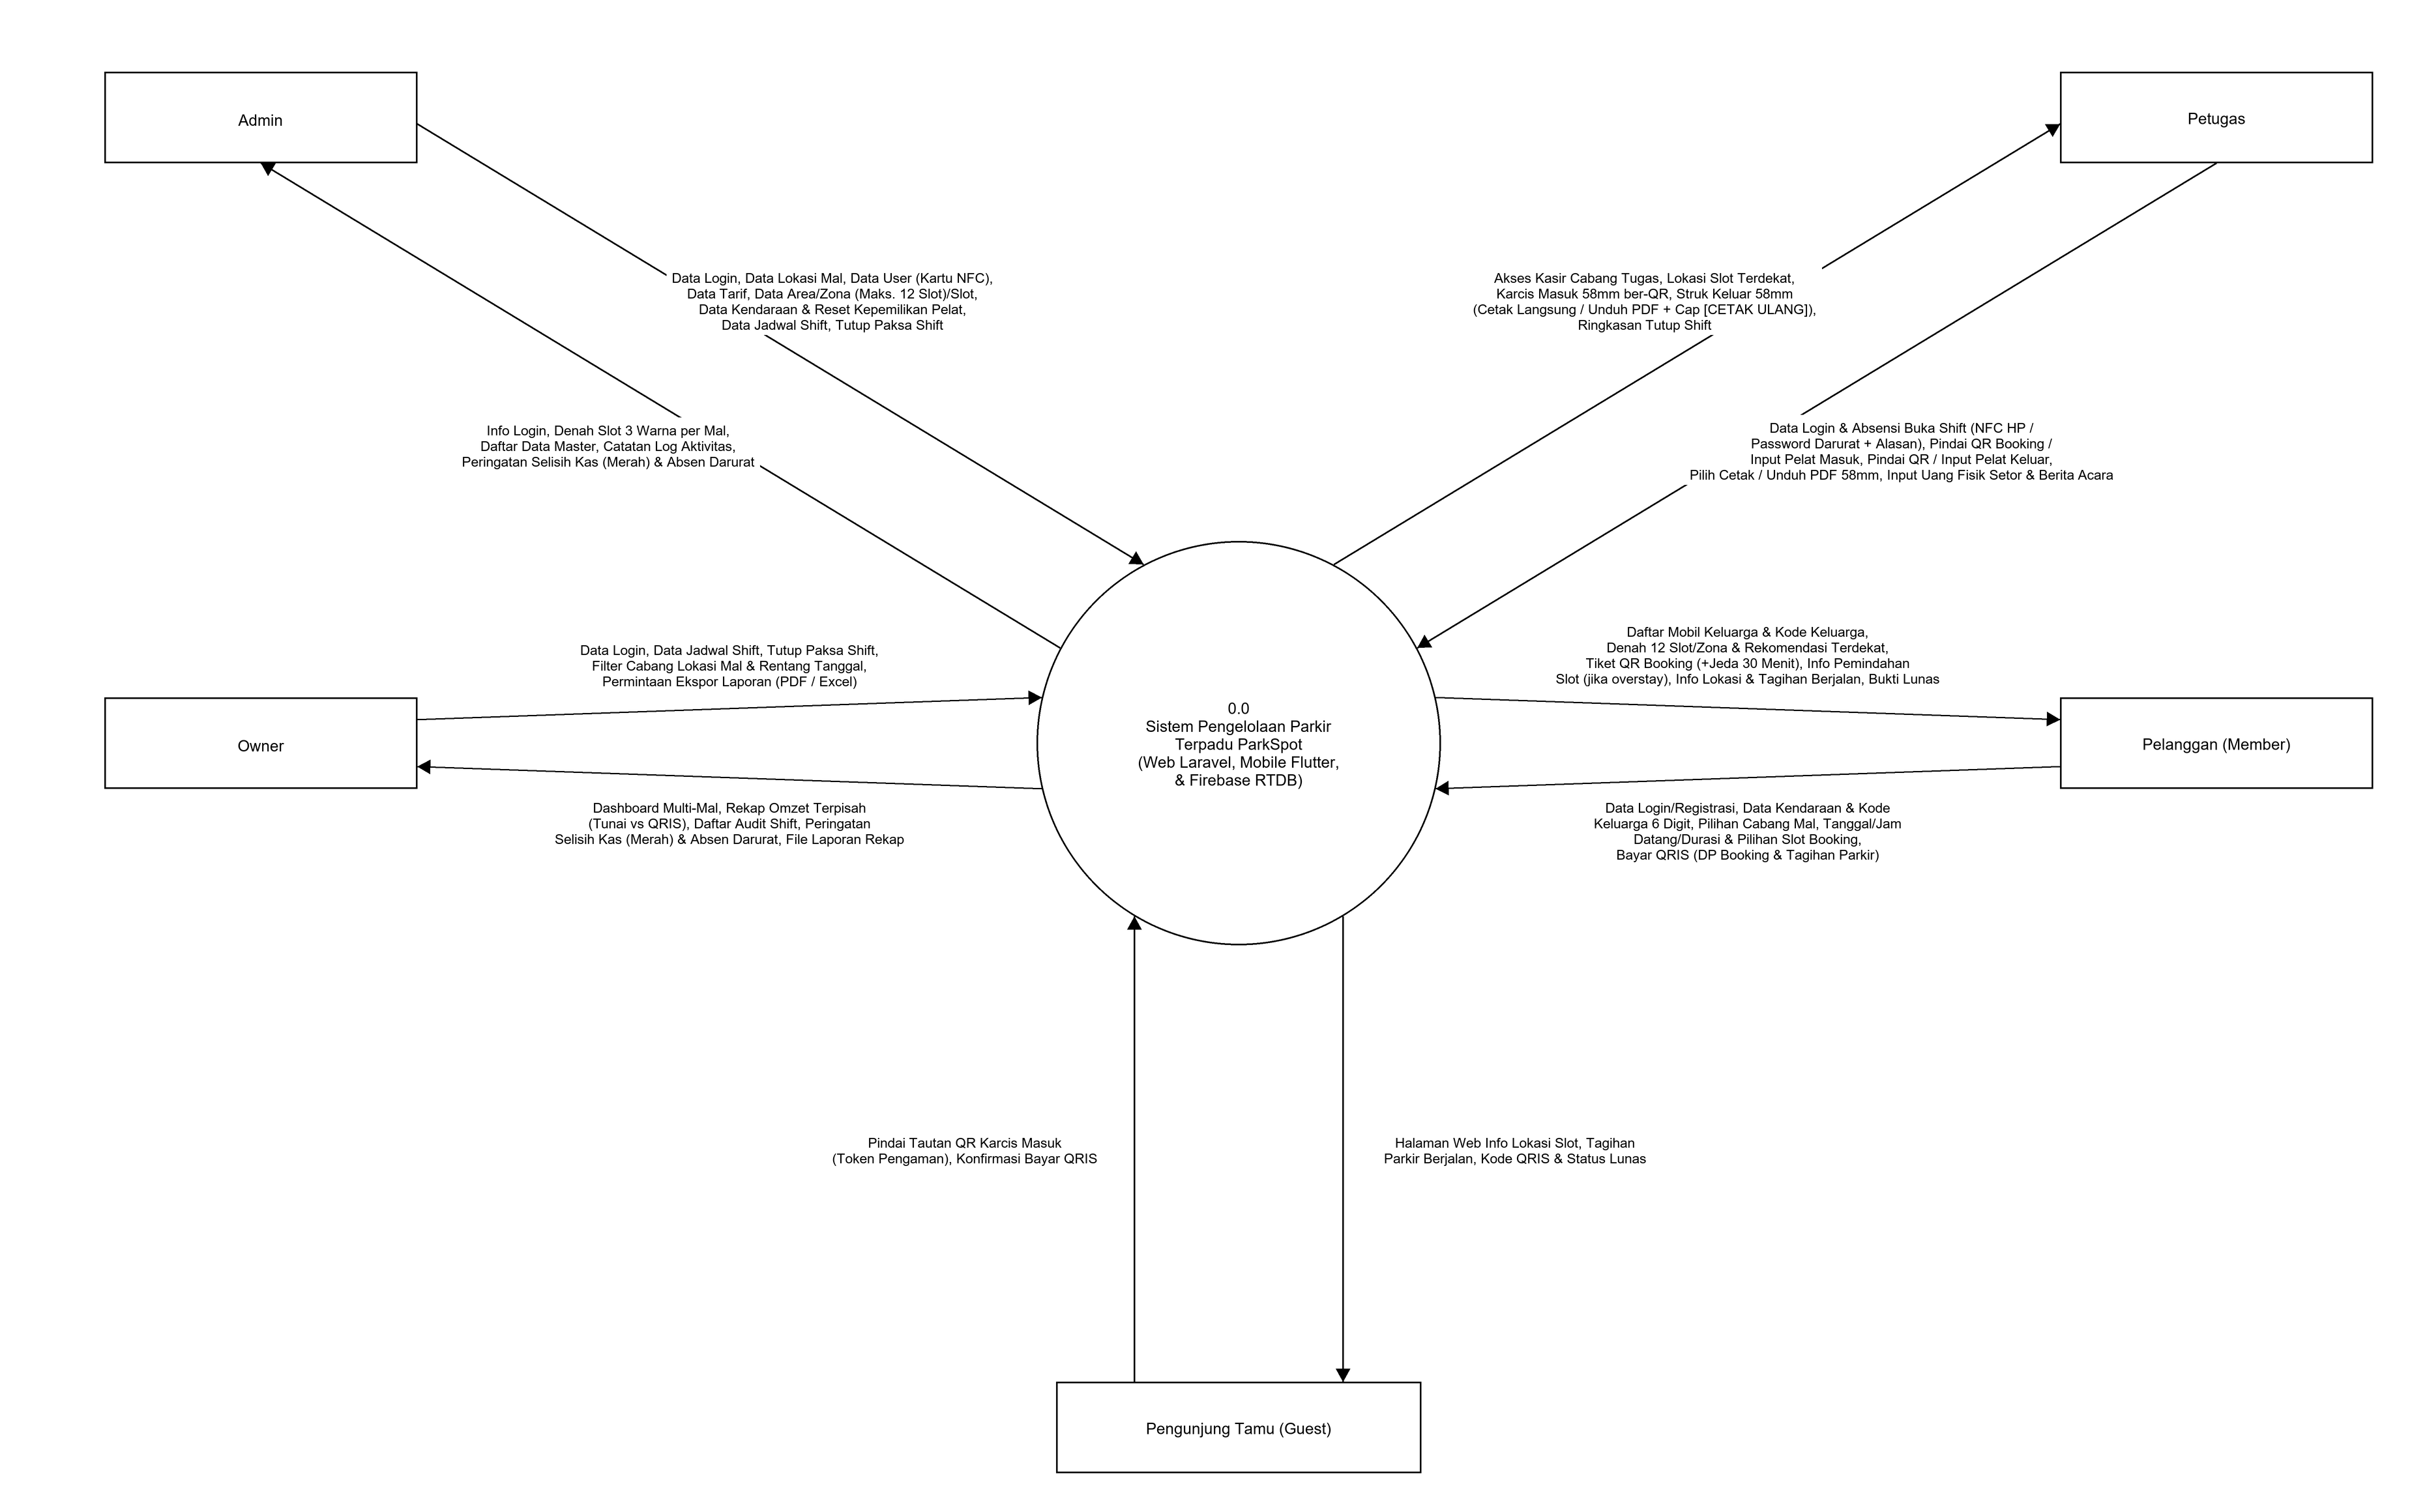 Admin
Petugas
Data Login, Data Lokasi Mal, Data User (Kartu NFC),
Data Tarif, Data Area/Zona (Maks. 12 Slot)/Slot,
Data Kendaraan & Reset Kepemilikan Pelat,
Data Jadwal Shift, Tutup Paksa Shift
Akses Kasir Cabang Tugas, Lokasi Slot Terdekat,
Karcis Masuk 58mm ber-QR, Struk Keluar 58mm
(Cetak Langsung / Unduh PDF + Cap [CETAK ULANG]),
Ringkasan Tutup Shift
Info Login, Denah Slot 3 Warna per Mal,
Daftar Data Master, Catatan Log Aktivitas,
Peringatan Selisih Kas (Merah) & Absen Darurat
Data Login & Absensi Buka Shift (NFC HP /
Password Darurat + Alasan), Pindai QR Booking /
Input Pelat Masuk, Pindai QR / Input Pelat Keluar,
Pilih Cetak / Unduh PDF 58mm, Input Uang Fisik Setor & Berita Acara
Data Login, Data Jadwal Shift, Tutup Paksa Shift,
Filter Cabang Lokasi Mal & Rentang Tanggal,
Permintaan Ekspor Laporan (PDF / Excel)
Daftar Mobil Keluarga & Kode Keluarga,
Denah 12 Slot/Zona & Rekomendasi Terdekat,
Tiket QR Booking (+Jeda 30 Menit), Info Pemindahan
Slot (jika overstay), Info Lokasi & Tagihan Berjalan, Bukti Lunas
Owner
0.0
Sistem Pengelolaan Parkir
Terpadu ParkSpot
(Web Laravel, Mobile Flutter,
& Firebase RTDB)
Pelanggan (Member)
Dashboard Multi-Mal, Rekap Omzet Terpisah
(Tunai vs QRIS), Daftar Audit Shift, Peringatan
Selisih Kas (Merah) & Absen Darurat, File Laporan Rekap
Data Login/Registrasi, Data Kendaraan & Kode
Keluarga 6 Digit, Pilihan Cabang Mal, Tanggal/Jam
Datang/Durasi & Pilihan Slot Booking,
Bayar QRIS (DP Booking & Tagihan Parkir)
Pindai Tautan QR Karcis Masuk
(Token Pengaman), Konfirmasi Bayar QRIS
Halaman Web Info Lokasi Slot, Tagihan
Parkir Berjalan, Kode QRIS & Status Lunas
Pengunjung Tamu (Guest)